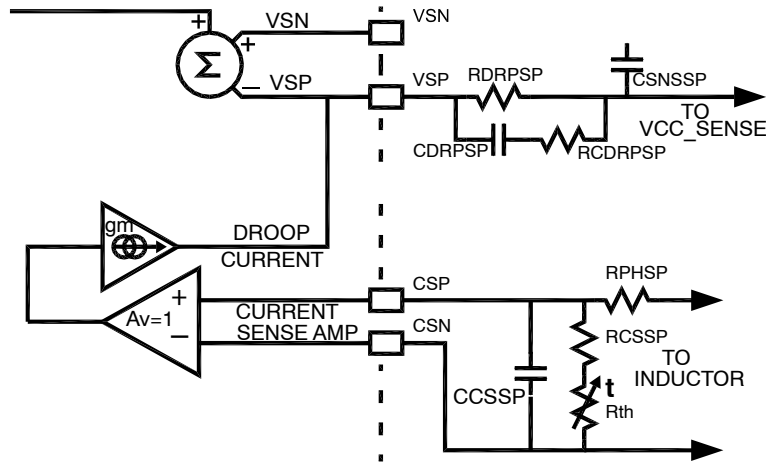 +
VSN
VSN
+
Σ
−
VSP
VSP
RDRPSP
CSNSSP
TO
VCC_SENSE
CDRPSP
RCDRPSP
gm
DROOP
CURRENT
CSP
RPHSP
+
Av=1
−
CURRENT
SENSE AMP
CSN
RCSSP
TO
INDUCTOR
CCSSP
t
Rth